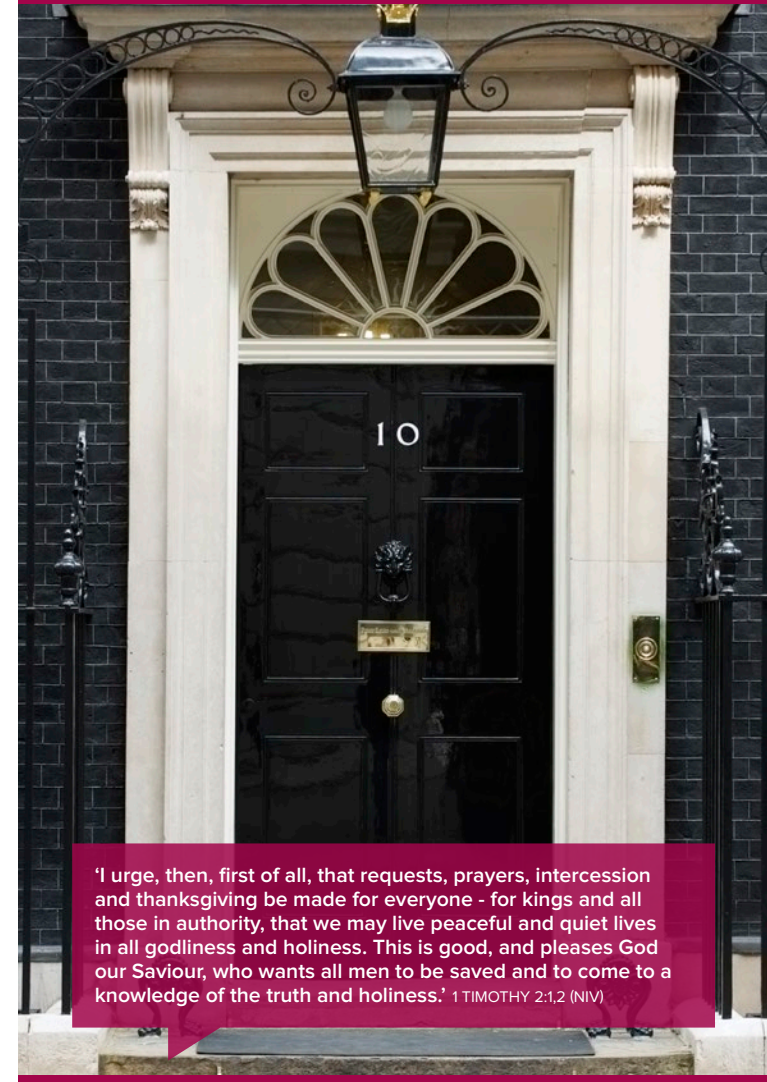 10
‘I urge, then, first of all, that requests, prayers, intercession
and thanksgiving be made for everyone - for kings and all
those in authority, that we may live peaceful and quiet lives
in all godliness and holiness. This is good, and pleases God
our Saviour, who wants all men to be saved and to come to a
knowledge of the truth and holiness.’ 1 TIMOTHY 2:1,2 (NIV)